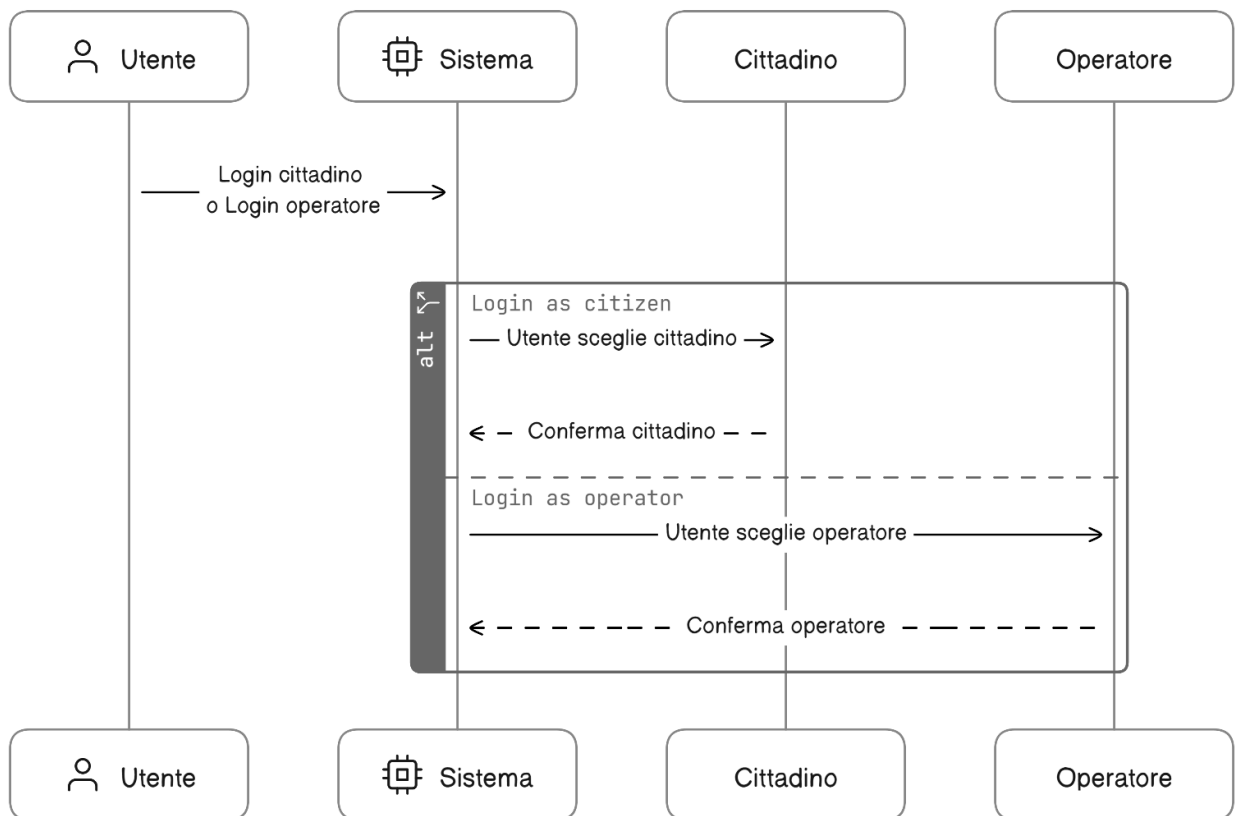 Utente
Sistema
Cittadino
Operatore
Login cittadino
o Login operatore
alt
Login as citizen
Utente sceglie cittadino
Conferma cittadino
Login as operator
Utente sceglie operatore
Conferma operatore
Utente
Sistema
Cittadino
Operatore